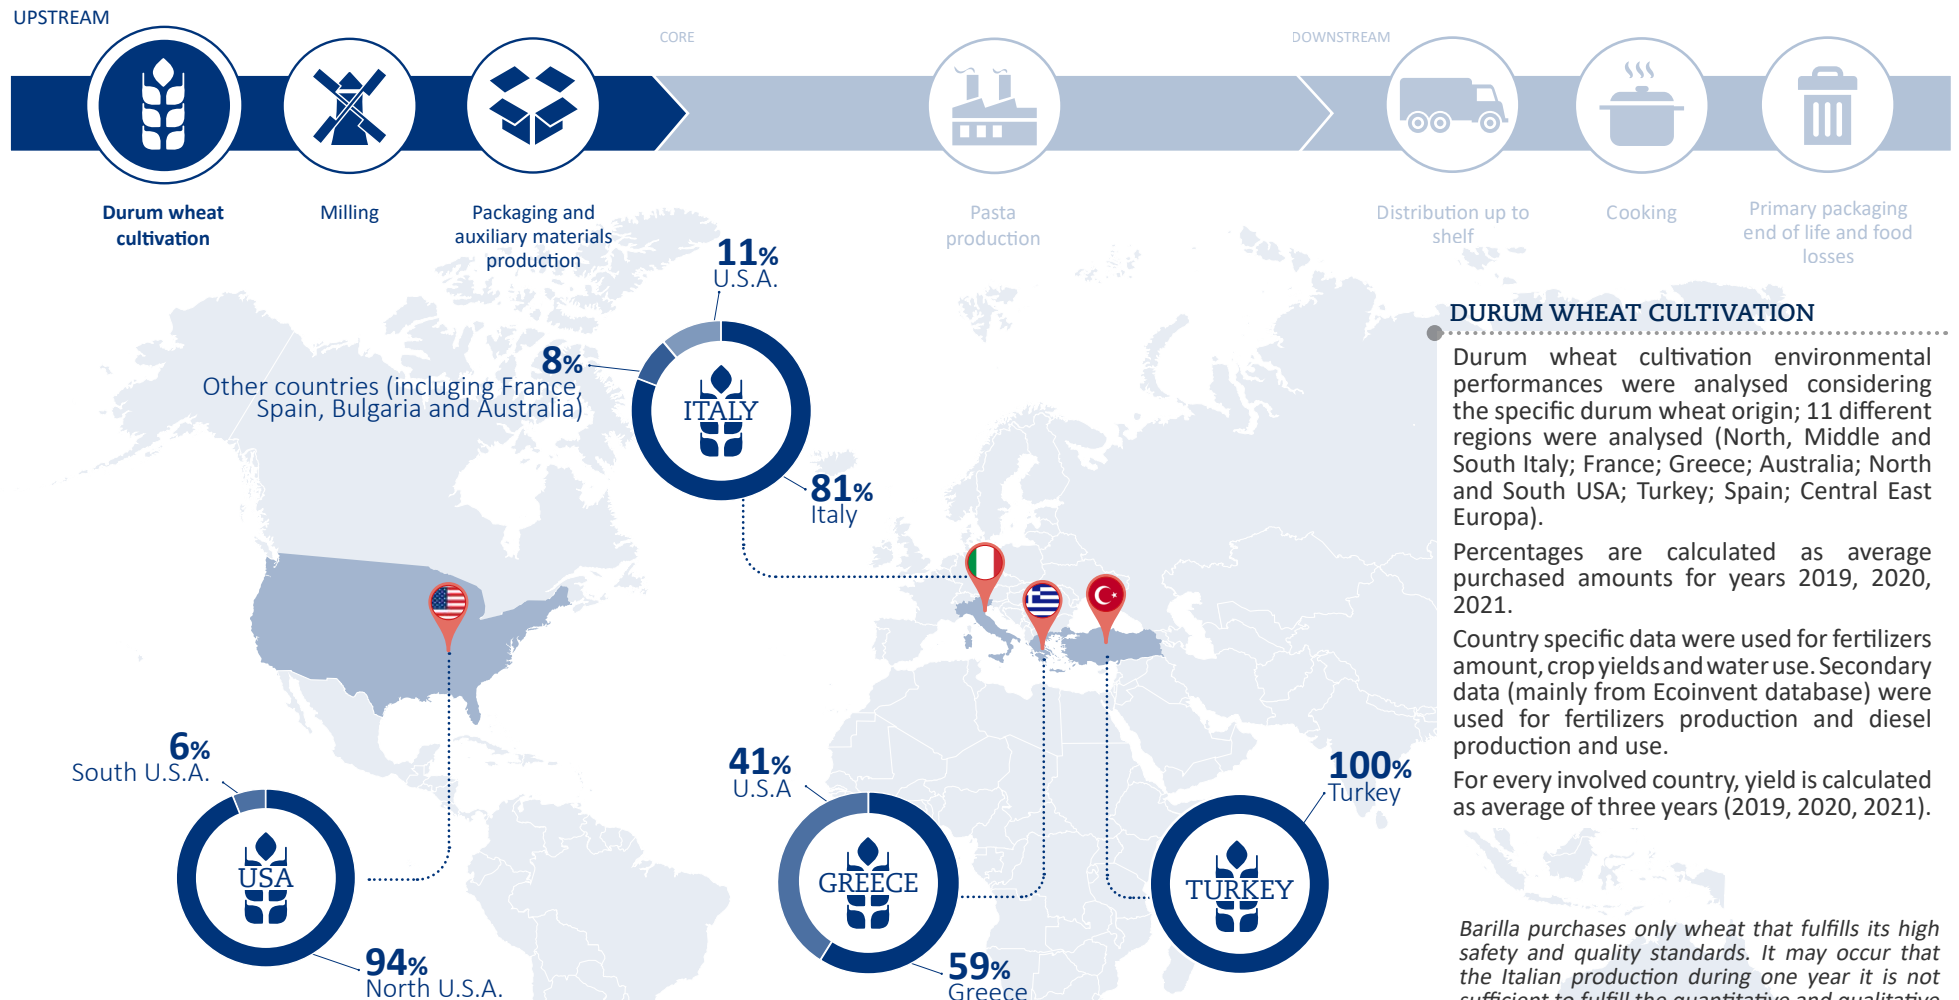 UPSTREAM
CORE
DOWNSTREAM
Durum wheat
cultivation
Milling
Packaging and
auxiliary materials
production
Pasta
production
Distribution up to
shelf
Cooking
Primary packaging
end of life and food
losses
11%
U.S.A.
8%
Other countries (incluging France,
Spain, Bulgaria and Australia)
ITALY
81%
Italy
6%
South U.S.A.
USA
94%
North U.S.A.
41%
U.S.A
GREECE
59%
Greece
100%
Turkey
TURKEY
DURUM WHEAT CULTIVATION
Durum wheat cultivation environmental
performances were analysed considering
the specific durum wheat origin; 11 different
regions were analysed (North, Middle and
South Italy; France; Greece; Australia; North
and South USA; Turkey; Spain; Central East
Europa).
Percentages are calculated as average
purchased amounts for years 2019, 2020,
2021.
Country specific data were used for fertilizers
amount, crop yields and water use. Secondary
data (mainly from Ecoinvent database) were
used for fertilizers production and diesel
production and use.
For every involved country, yield is calculated
as average of three years (2019, 2020, 2021).
Barilla purchases only wheat that fulfills its high
safety and quality standards. It may occur that
the Italian production during one year it is not
sufficient to fulfill the quantitative and qualitative